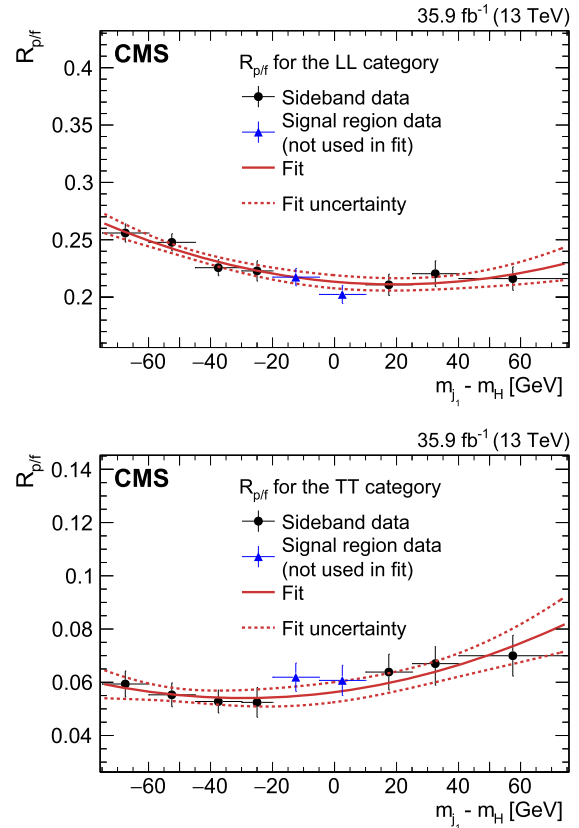 35.9 fb⁻¹ (13 TeV)
CMS
R_p/f
R_p/f for the LL category
Sideband data
Signal region data
(not used in fit)
Fit
Fit uncertainty
0.4
0.35
0.3
0.25
0.2
−60 −40 −20 0 20 40 60
m_j₁ - m_H [GeV]
35.9 fb⁻¹ (13 TeV)
CMS
R_p/f
R_p/f for the TT category
Sideband data
Signal region data
(not used in fit)
Fit
Fit uncertainty
0.14
0.12
0.1
0.08
0.06
0.04
−60 −40 −20 0 20 40 60
m_j₁ - m_H [GeV]